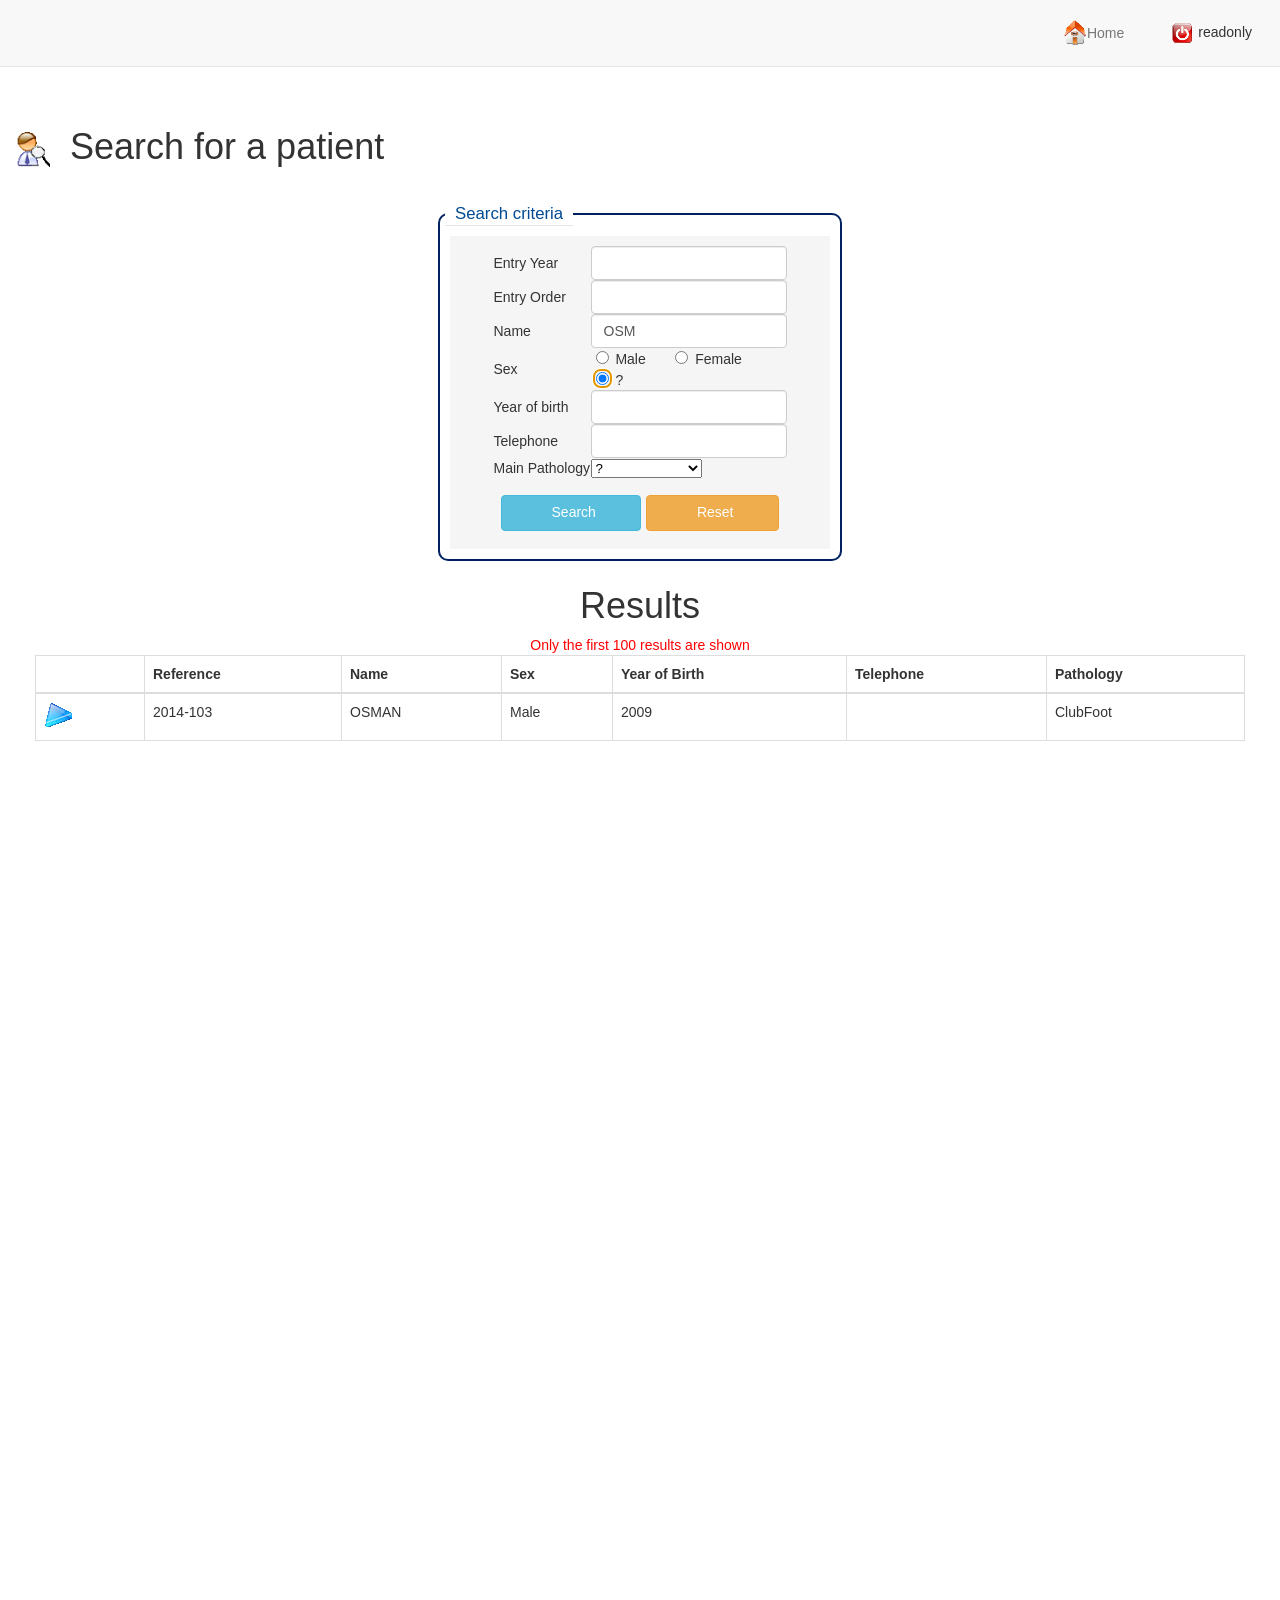 Home readonly
Search for a patient
Search criteria
Entry Year
Entry Order
Name OSM
Sex Male Female
?
Year of birth
Telephone
Main Pathology ?
Search Reset
Results
Only the first 100 results are shown
Reference Name Sex Year of Birth Telephone Pathology
2014-103 OSMAN Male 2009 ClubFoot